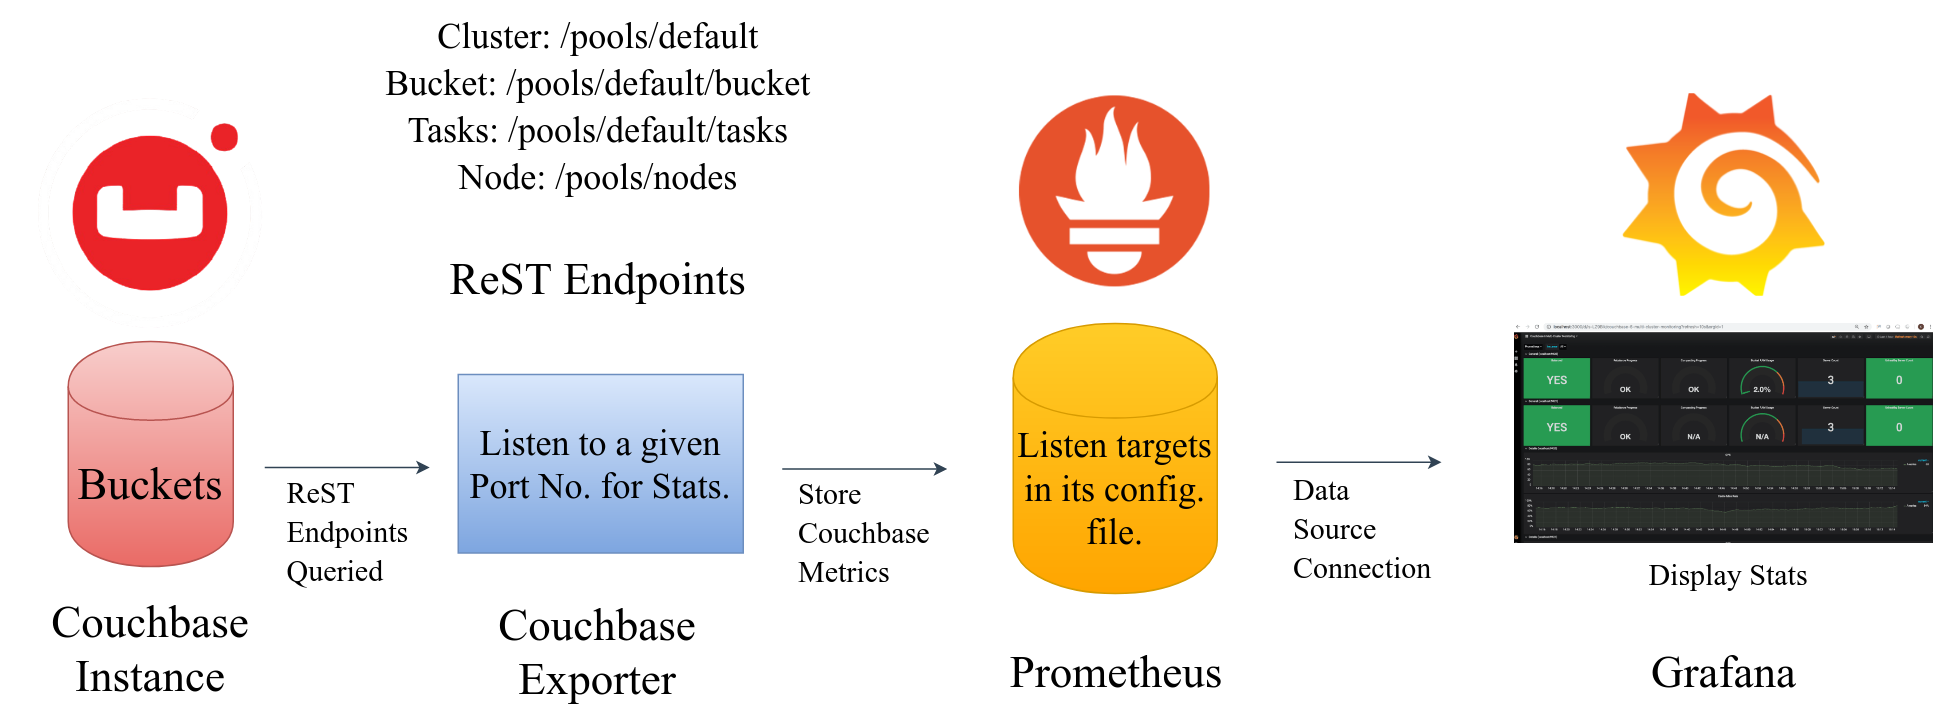 Cluster: /pools/default
Bucket: /pools/default/bucket
Tasks: /pools/default/tasks
Node: /pools/nodes
ReST Endpoints
Buckets
ReST
Endpoints
Queried
Listen to a given
Port No. for Stats.
Store
Couchbase
Metrics
Listen targets
in its config.
file.
Data
Source
Connection
YES
OK
OK
2.0%
3
0
YES
OK
N/A
N/A
3
0
Display Stats
Couchbase
Instance
Couchbase
Exporter
Prometheus
Grafana